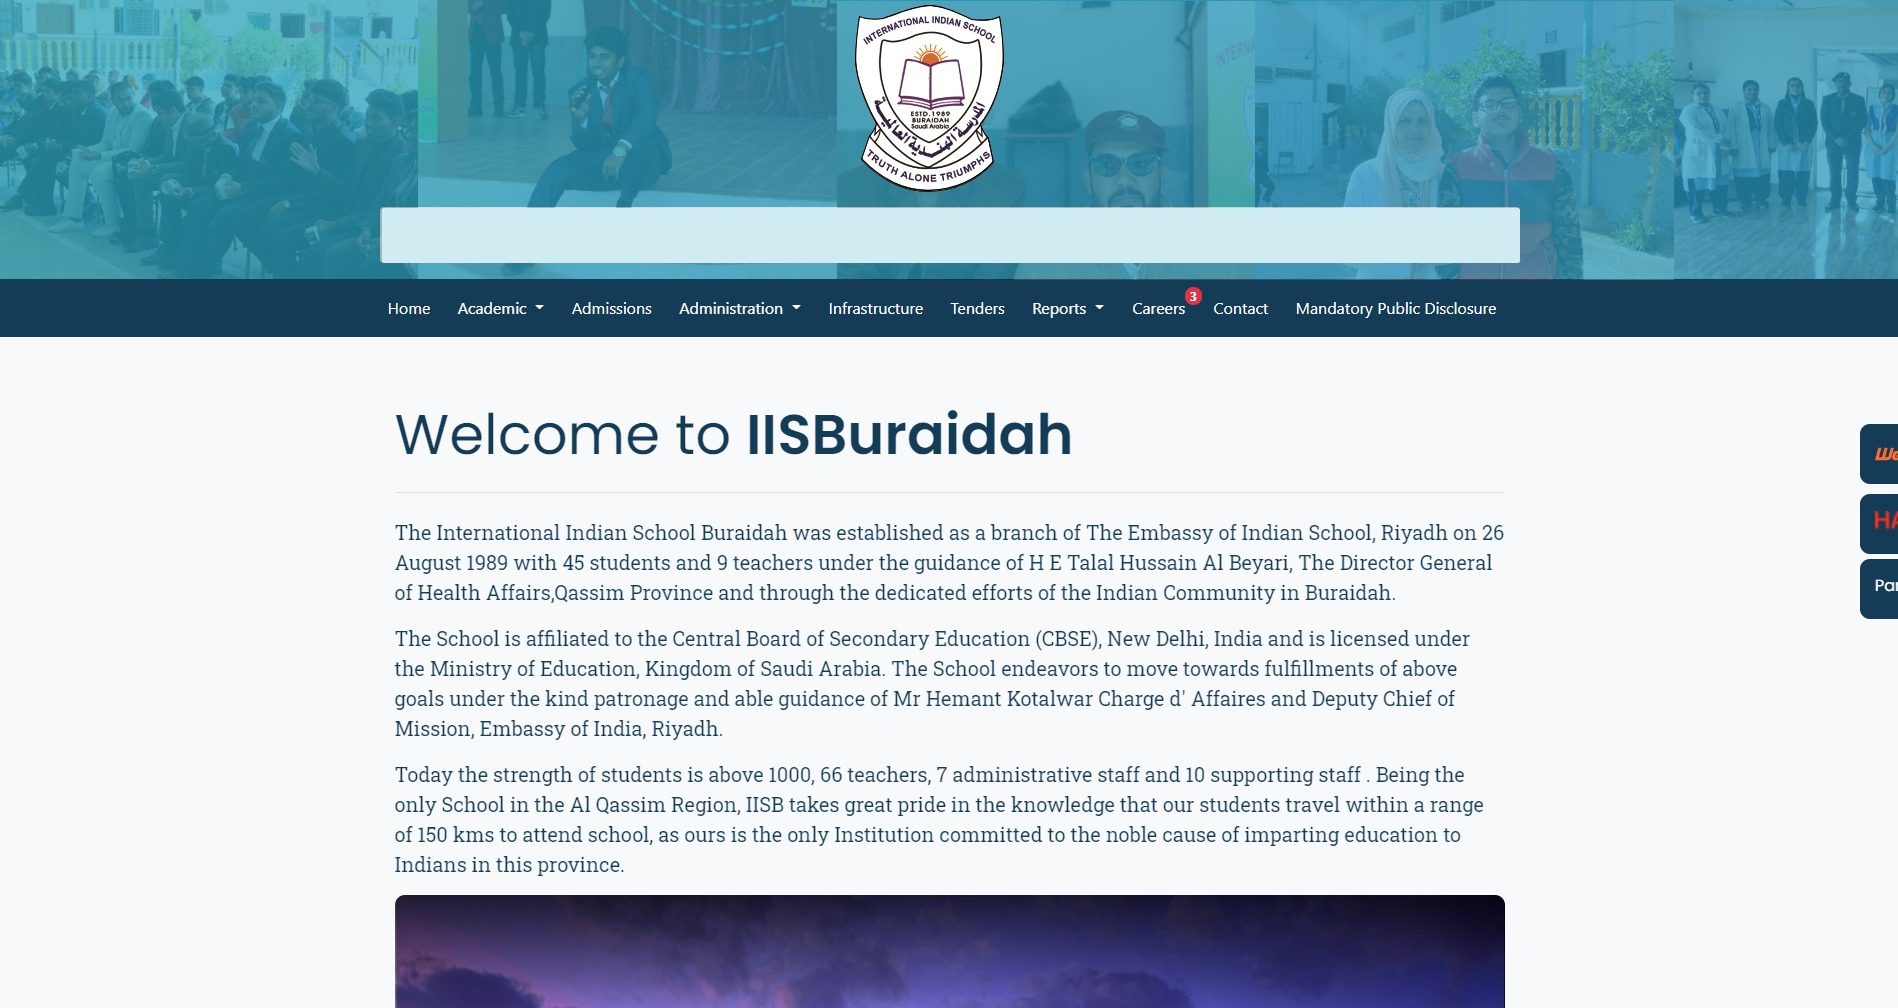 INTERNATIONAL INDIAN SCHOOL
ESTD.1989
BURAIDAH
Saudi Arabia
المدرسة الهندية العالمية
TRUTH ALONE TRIUMPHS
Home Academic Admissions Administration Infrastructure Tenders Reports Careers 3 Contact Mandatory Public Disclosure
Welcome to IISBuraidah
The International Indian School Buraidah was established as a branch of The Embassy of Indian School, Riyadh on 26
August 1989 with 45 students and 9 teachers under the guidance of H E Talal Hussain Al Beyari, The Director General
of Health Affairs,Qassim Province and through the dedicated efforts of the Indian Community in Buraidah.
The School is affiliated to the Central Board of Secondary Education (CBSE), New Delhi, India and is licensed under
the Ministry of Education, Kingdom of Saudi Arabia. The School endeavors to move towards fulfillments of above
goals under the kind patronage and able guidance of Mr Hemant Kotalwar Charge d' Affaires and Deputy Chief of
Mission, Embassy of India, Riyadh.
Today the strength of students is above 1000, 66 teachers, 7 administrative staff and 10 supporting staff . Being the
only School in the Al Qassim Region, IISB takes great pride in the knowledge that our students travel within a range
of 150 kms to attend school, as ours is the only Institution committed to the noble cause of imparting education to
Indians in this province.